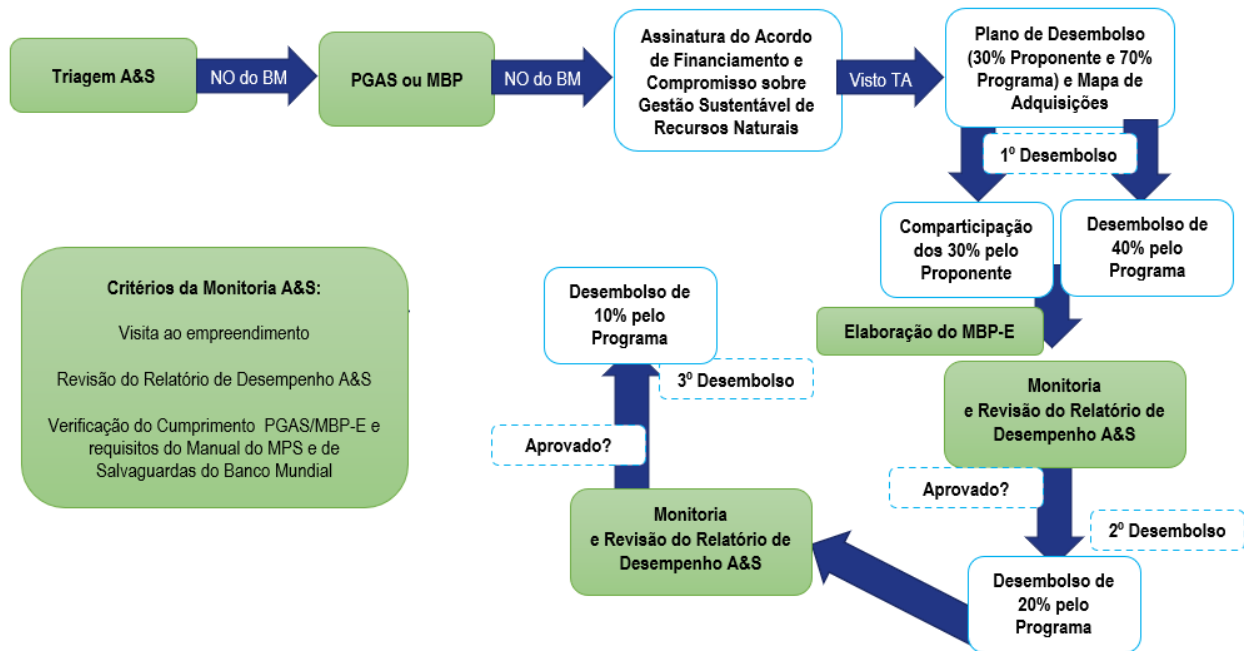 Triagem A&S
NO do BM
PGAS ou MBP
NO do BM
Assinatura do Acordo
de Financiamento e
Compromisso sobre
Gestão Sustentável de
Recursos Naturais
Visto TA
Plano de Desembolso
(30% Proponente e 70%
Programa) e Mapa de
Adquisições
1º Desembolso
Comparticipação
dos 30% pelo
Proponente
Desembolso de
40% pelo
Programa
Elaboração do MBP-E
Monitoria
e Revisão do Relatório de
Desempenho A&S
Aprovado?
2º Desembolso
Desembolso de
20% pelo
Programa
Monitoria
e Revisão do Relatório de
Desempenho A&S
Aprovado?
3º Desembolso
Desembolso de
10% pelo
Programa
Critérios da Monitoria A&S:
Visita ao empreendimento
Revisão do Relatório de Desempenho A&S
Verificação do Cumprimento PGAS/MBP-E e
requisitos do Manual do MPS e de
Salvaguardas do Banco Mundial